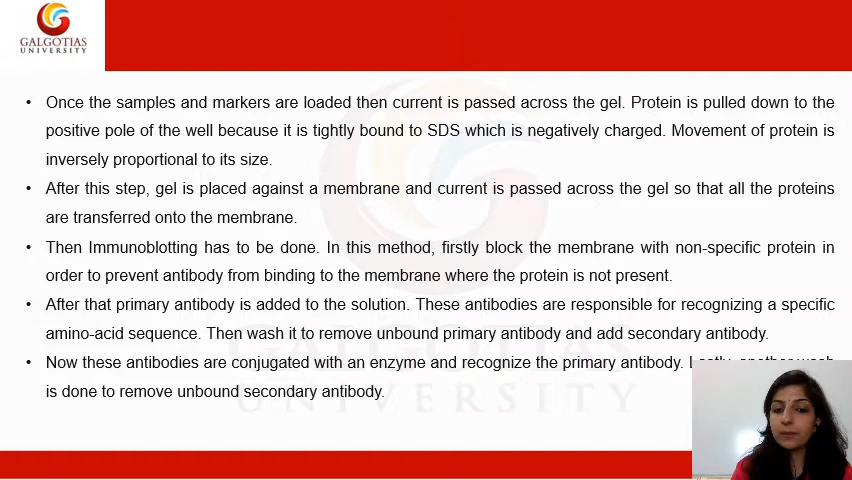 GALGOTIAS
UNIVERSITY
• Once the samples and markers are loaded then current is passed across the gel. Protein is pulled down to the
positive pole of the well because it is tightly bound to SDS which is negatively charged. Movement of protein is
inversely proportional to its size.
• After this step, gel is placed against a membrane and current is passed across the gel so that all the proteins
are transferred onto the membrane.
• Then Immunoblotting has to be done. In this method, firstly block the membrane with non-specific protein in
order to prevent antibody from binding to the membrane where the protein is not present.
• After that primary antibody is added to the solution. These antibodies are responsible for recognizing a specific
amino-acid sequence. Then wash it to remove unbound primary antibody and add secondary antibody.
• Now these antibodies are conjugated with an enzyme and recognize the primary antibody. Lastly, another wash
is done to remove unbound secondary antibody.
GALGOTIAS
UNIVERSITY